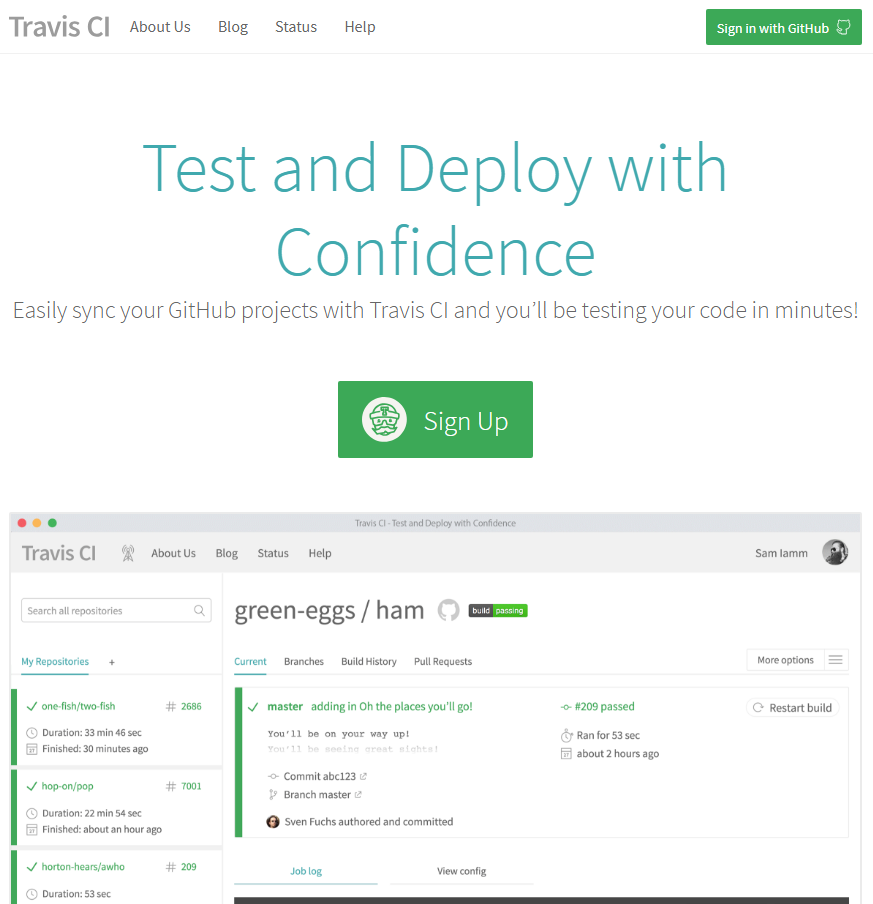 Travis CI About Us Blog Status Help Sign in with GitHub
Test and Deploy with
Confidence
Easily sync your GitHub projects with Travis CI and you’ll be testing your code in minutes!
Sign Up
Travis CI - Test and Deploy with Confidence
Travis CI About Us Blog Status Help Sam Iamm
Search all repositories
green-eggs / ham build passing
My Repositories +
Current Branches Build History Pull Requests More options
one-fish/two-fish # 2686
Duration: 33 min 46 sec
Finished: 30 minutes ago
hop-on/pop # 7001
Duration: 22 min 54 sec
Finished: about an hour ago
horton-hears/awho # 209
Duration: 53 sec
master adding in Oh the places you’ll go! #209 passed Restart build
You’ll be on your way up! Ran for 53 sec
You’ll be seeing great sights! about 2 hours ago
Commit abc123
Branch master
Sven Fuchs authored and committed
Job log View config